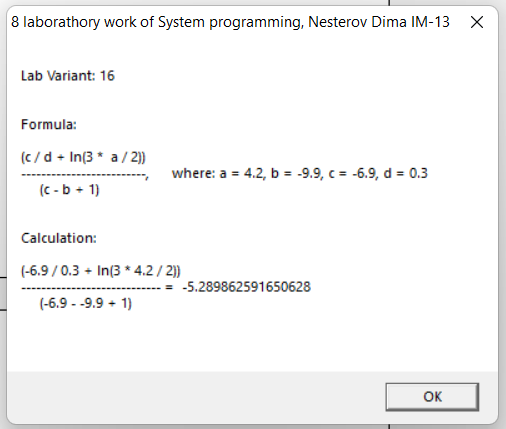 8 laborathory work of System programming, Nesterov Dima IM-13
Lab Variant: 16
Formula:
(c / d + ln(3 * a / 2))
-------------------------, where: a = 4.2, b = -9.9, c = -6.9, d = 0.3
(c - b + 1)
Calculation:
(-6.9 / 0.3 + ln(3 * 4.2 / 2))
---------------------------- = -5.289862591650628
(-6.9 - -9.9 + 1)
OK